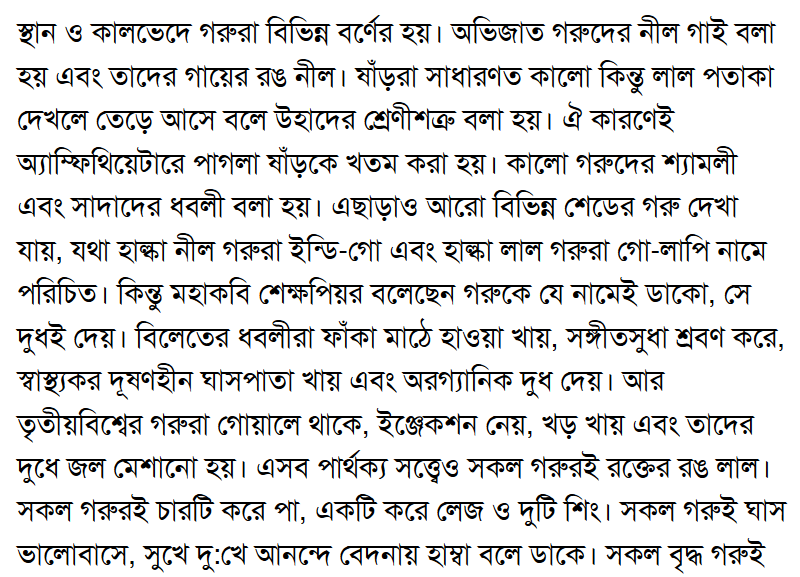 স্থান ও কালভেদে গরুরা বিভিন্ন বর্ণের হয়। অভিজাত গরুদের নীল গাই বলা
হয় এবং তাদের গায়ের রঙ নীল। ষাঁড়রা সাধারণত কালো কিন্তু লাল পতাকা
দেখলে তেড়ে আসে বলে উহাদের শ্রেণীশত্রু বলা হয়। ঐ কারণেই
অ্যাম্ফিথিয়েটারে পাগলা ষাঁড়কে খতম করা হয়। কালো গরুদের শ্যামলী
এবং সাদাদের ধবলী বলা হয়। এছাড়াও আরো বিভিন্ন শেডের গরু দেখা
যায়, যথা হাল্কা নীল গরুরা ইন্ডি-গো এবং হাল্কা লাল গরুরা গো-লাপি নামে
পরিচিত। কিন্তু মহাকবি শেক্ষপিয়র বলেছেন গরুকে যে নামেই ডাকো, সে
দুধই দেয়। বিলেতের ধবলীরা ফাঁকা মাঠে হাওয়া খায়, সঙ্গীতসুধা শ্রবণ করে,
স্বাস্থ্যকর দূষণহীন ঘাসপাতা খায় এবং অরগ্যানিক দুধ দেয়। আর
তৃতীয়বিশ্বের গরুরা গোয়ালে থাকে, ইঞ্জেকশন নেয়, খড় খায় এবং তাদের
দুধে জল মেশানো হয়। এসব পার্থক্য সত্ত্বেও সকল গরুরই রক্তের রঙ লাল।
সকল গরুরই চারটি করে পা, একটি করে লেজ ও দুটি শিং। সকল গরুই ঘাস
ভালোবাসে, সুখে দু:খে আনন্দে বেদনায় হাম্বা বলে ডাকে। সকল বৃদ্ধ গরুই